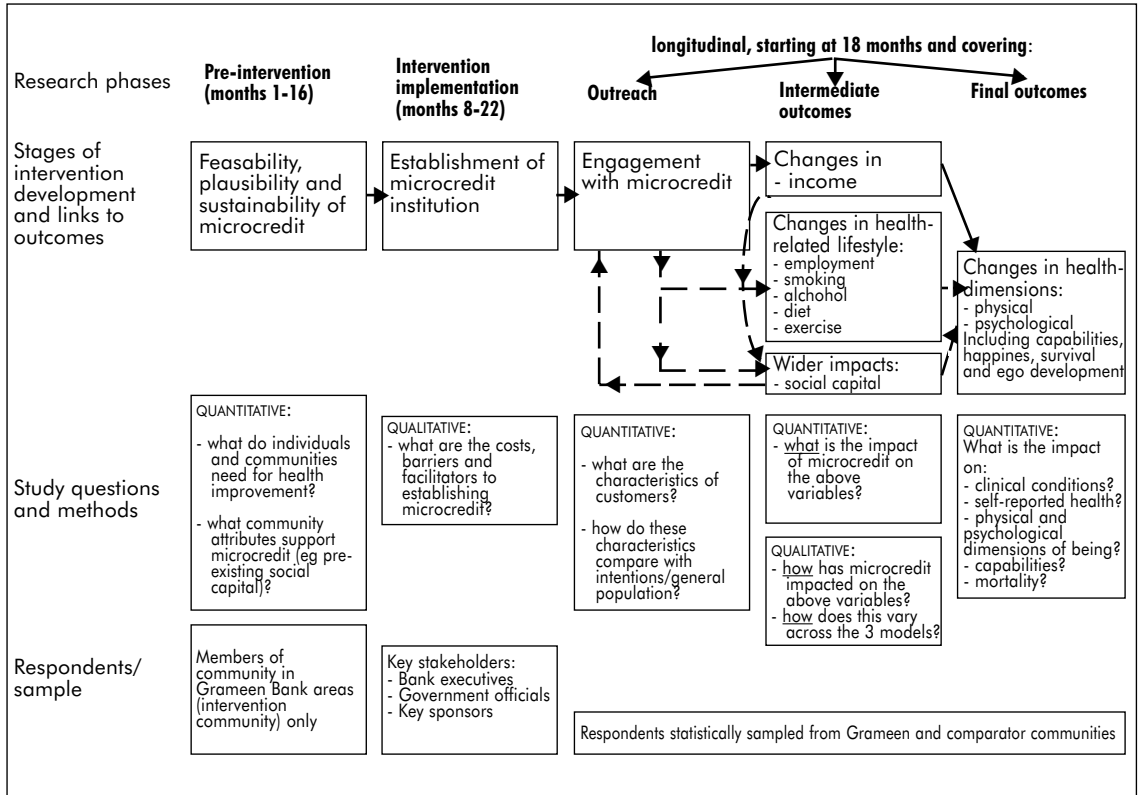 longitudinal, starting at 18 months and covering:
Research phases
Pre-intervention
(months 1-16)
Intervention
implementation
(months 8-22)
Outreach
Intermediate
outcomes
Final outcomes
Stages of
intervention
development
and links to
outcomes
Feasability,
plausibility and
sustainability of
microcredit
Establishment of
microcredit
institution
Engagement
with microcredit
Changes in
- income
Changes in health-
related lifestyle:
- employment
- smoking
- alchohol
- diet
- exercise
Wider impacts:
- social capital
Changes in health-
dimensions:
- physical
- psychological
Including capabilities,
happines, survival
and ego development
Study questions
and methods
QUANTITATIVE:
- what do individuals
and communities
need for health
improvement?
- what community
attributes support
microcredit (eg pre-
existing social
capital)?
QUALITATIVE:
- what are the costs,
barriers and
facilitators to
establishing
microcredit?
QUANTITATIVE:
- what are the
characteristics of
customers?
- how do these
characteristics
compare with
intentions/general
population?
QUANTITATIVE:
- what is the impact
of microcredit on
the above
variables?
QUALITATIVE:
- how has microcredit
impacted on the
above variables?
- how does this vary
across the 3 models?
QUANTITATIVE:
What is the impact
on:
- clinical conditions?
- self-reported health?
- physical and
psychological
dimensions of being?
- capabilities?
- mortality?
Respondents/
sample
Members of
community in
Grameen Bank areas
(intervention
community) only
Key stakeholders:
- Bank executives
- Government officials
- Key sponsors
Respondents statistically sampled from Grameen and comparator communities